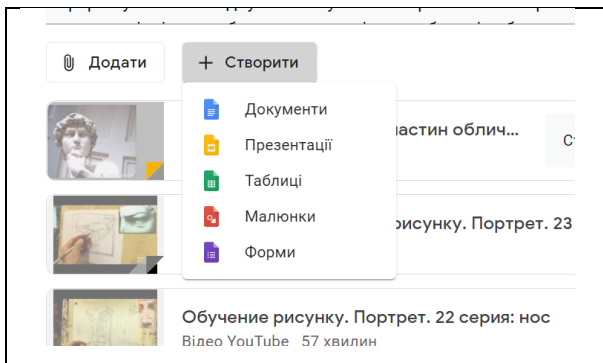 Додати
+ Створити
Документи
Презентації
Таблиці
Малюнки
Форми
астин облич...
рисунку. Портрет. 23
Обучение рисунку. Портрет. 22 серия: нос
Відео YouTube 57 хвилин